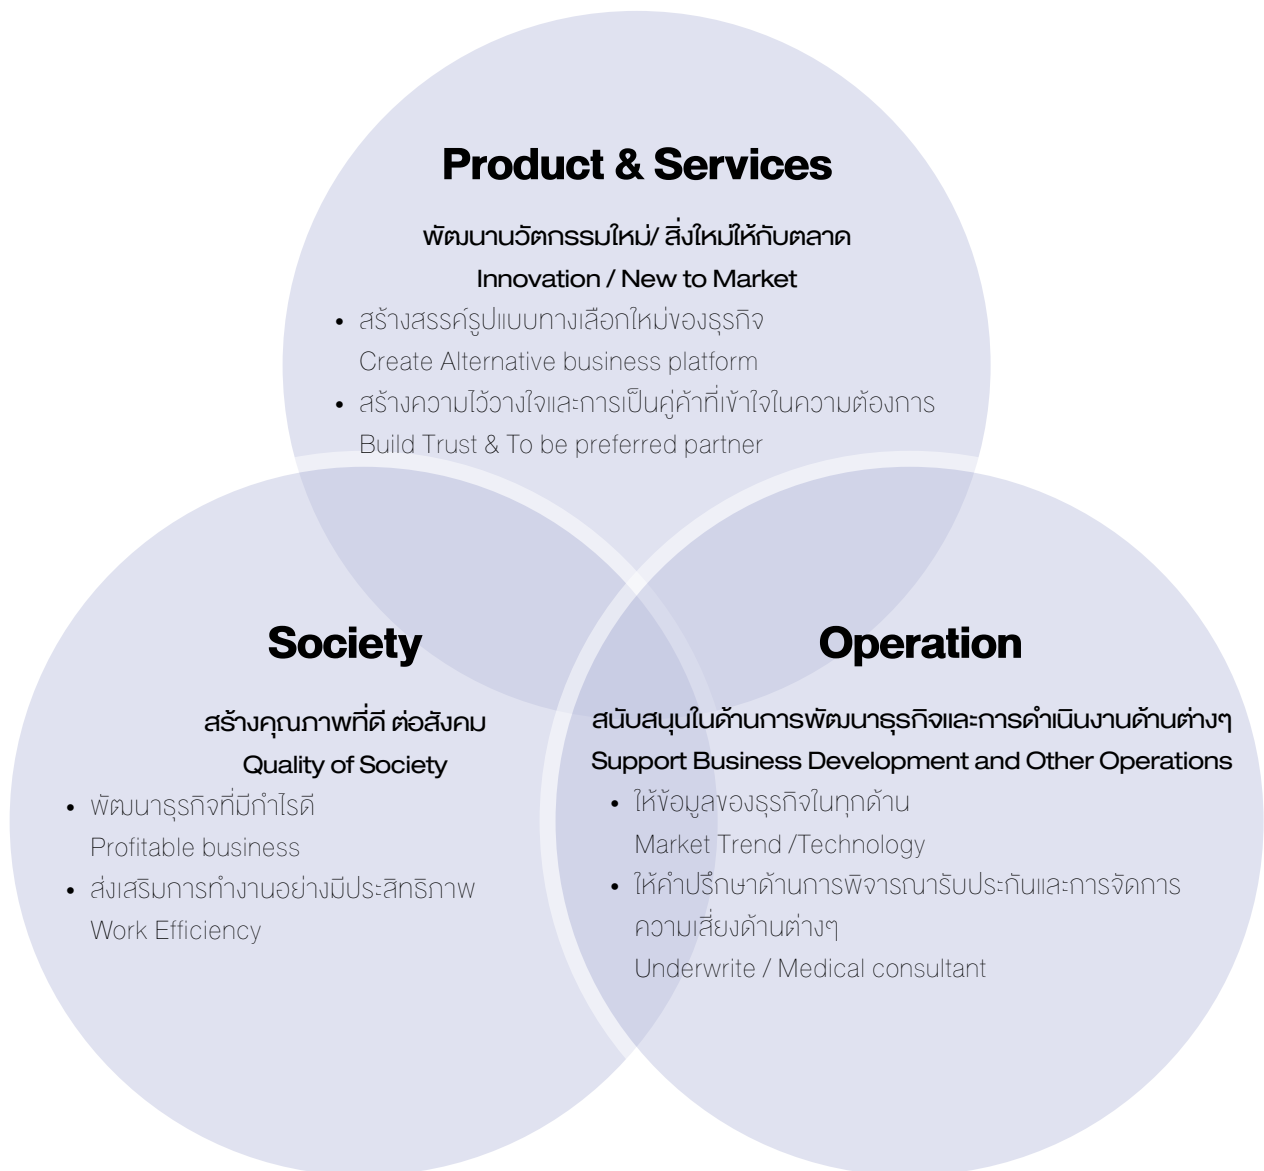 Product & Services
พัฒนานวัตกรรมใหม่/ สิ่งใหม่ให้กับตลาด
Innovation / New to Market
• สร้างสรรค์รูปแบบทางเลือกใหม่ของธุรกิจ
Create Alternative business platform
• สร้างความไว้วางใจและการเป็นคู่ค้าที่เข้าใจในความต้องการ
Build Trust & To be preferred partner
Society
สร้างคุณภาพที่ดี ต่อสังคม
Quality of Society
• พัฒนาธุรกิจที่มีกำไรดี
Profitable business
• ส่งเสริมการทำงานอย่างมีประสิทธิภาพ
Work Efficiency
Operation
สนับสนุนในด้านการพัฒนาธุรกิจและการดำเนินงานด้านต่างๆ
Support Business Development and Other Operations
• ให้ข้อมูลของธุรกิจในทุกด้าน
Market Trend /Technology
• ให้คำปรึกษาด้านการพิจารณารับประกันและการจัดการ
ความเสี่ยงด้านต่างๆ
Underwrite / Medical consultant